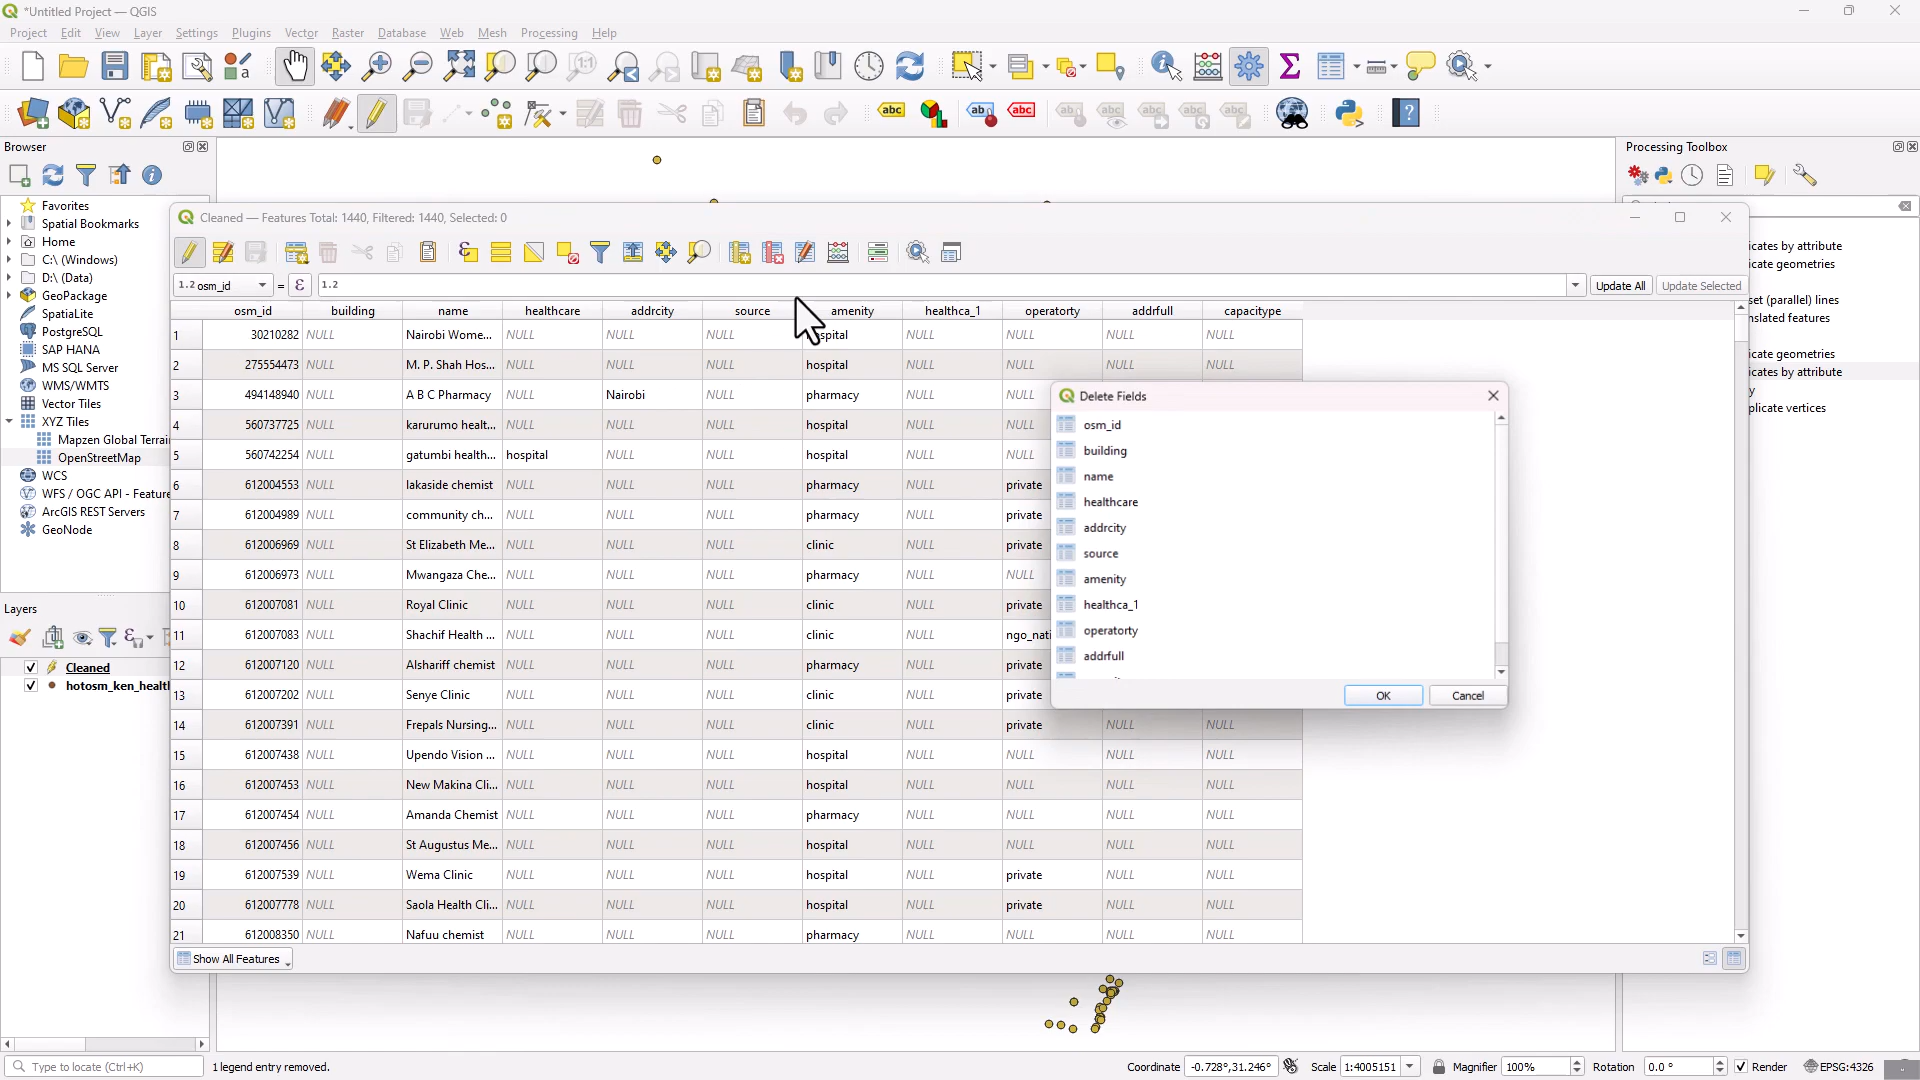 *Untitled Project — QGIS
Project Edit View Layer Settings Plugins Vector Raster Database Web Mesh Processing Help
Browser
Favorites
Spatial Bookmarks
Home
C:\ (Windows)
D:\ (Data)
GeoPackage
SpatiaLite
PostgreSQL
SAP HANA
MS SQL Server
WMS/WMTS
Vector Tiles
XYZ Tiles
Mapzen Global Terrai
OpenStreetMap
WCS
WFS / OGC API - Feature
ArcGIS REST Servers
GeoNode
Layers
Cleaned
hotosm_ken_healt
Cleaned — Features Total: 1440, Filtered: 1440, Selected: 0
1.2 osm_id = ε 1.2 Update All Update Selected
osm_id building name healthcare addrcity source amenity healthca_1 operatorty addrfull capacitype
1 30210282 NULL Nairobi Wome... NULL NULL NULL spital NULL NULL NULL NULL
2 275554473 NULL M. P. Shah Hos... NULL NULL NULL hospital NULL NULL NULL NULL
3 494148940 NULL A B C Pharmacy NULL Nairobi NULL pharmacy NULL NULL
4 560737725 NULL karurumo healt... NULL NULL NULL hospital NULL NULL
5 560742254 NULL gatumbi health... hospital NULL NULL hospital NULL NULL
6 612004553 NULL lakaside chemist NULL NULL NULL pharmacy NULL private
7 612004989 NULL community ch... NULL NULL NULL pharmacy NULL private
8 612006969 NULL St Elizabeth Me... NULL NULL NULL clinic NULL private
9 612006973 NULL Mwangaza Che... NULL NULL NULL pharmacy NULL NULL
10 612007081 NULL Royal Clinic NULL NULL NULL clinic NULL private
11 612007083 NULL Shachif Health ... NULL NULL NULL clinic NULL ngo_nati
12 612007120 NULL Alshariff chemist NULL NULL NULL pharmacy NULL private
13 612007202 NULL Senye Clinic NULL NULL NULL clinic NULL private
14 612007391 NULL Frepals Nursing... NULL NULL NULL clinic NULL private NULL NULL
15 612007438 NULL Upendo Vision ... NULL NULL NULL hospital NULL NULL NULL NULL
16 612007453 NULL New Makina Cli... NULL NULL NULL hospital NULL NULL NULL NULL
17 612007454 NULL Amanda Chemist NULL NULL NULL pharmacy NULL NULL NULL NULL
18 612007456 NULL St Augustus Me... NULL NULL NULL hospital NULL NULL NULL NULL
19 612007539 NULL Wema Clinic NULL NULL NULL hospital NULL private NULL NULL
20 612007778 NULL Saola Health Cli... NULL NULL NULL hospital NULL private NULL NULL
21 612008350 NULL Nafuu chemist NULL NULL NULL pharmacy NULL NULL NULL NULL
Show All Features
Delete Fields
osm_id
building
name
healthcare
addrcity
source
amenity
healthca_1
operatorty
addrfull
OK Cancel
Processing Toolbox
icates by attribute
icate geometries
set (parallel) lines
nslated features
icate geometries
icates by attribute
y
plicate vertices
Type to locate (Ctrl+K) 1 legend entry removed. Coordinate -0.728°,31.246° Scale 1:4005151 Magnifier 100% Rotation 0.0 ° Render EPSG:4326